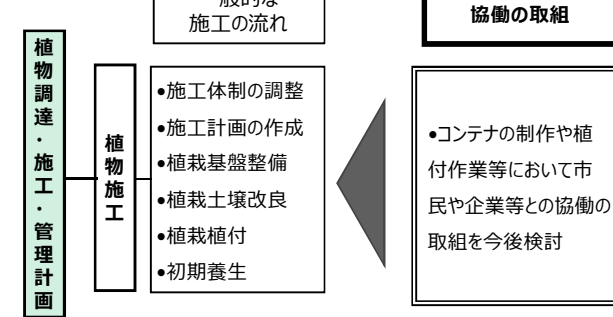 般的な
施工の流れ
協働の取組
植物調達・施工・管理計画
植物施工
•施工体制の調整
•施工計画の作成
•植栽基盤整備
•植栽土壌改良
•植栽植付
•初期養生
•コンテナの制作や植
付作業等において市
民や企業等との協働の
取組を今後検討